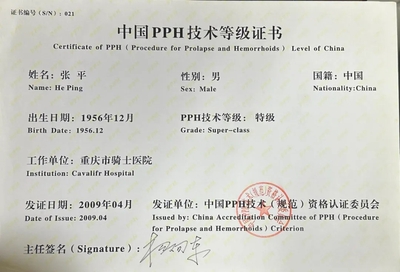 证书编号(S/N):021
中国PPH技术等级证书
Certificate of PPH (Procedure for Prolapse and Hemorrhoids) Level of China
姓名:张 平 性别:男 国籍:中国
Name: He Ping Sex: Male Nationality:China
出生日期:1956年12月 PPH技术等级:特级
Birth Date: 1956.12 Grade: Super-class
工作单位:重庆市骑士医院
Institution: Cavalifr Hospital
发证日期:2009年04月 发证单位:中国PPH技术(规范)资格认证委员会
Date of Issue: 2009.04 Issued by: China Accreditation Committee of PPH (Procedure
for Prolapse and Hemorrhoids) Criterion
主任签名(Signature):